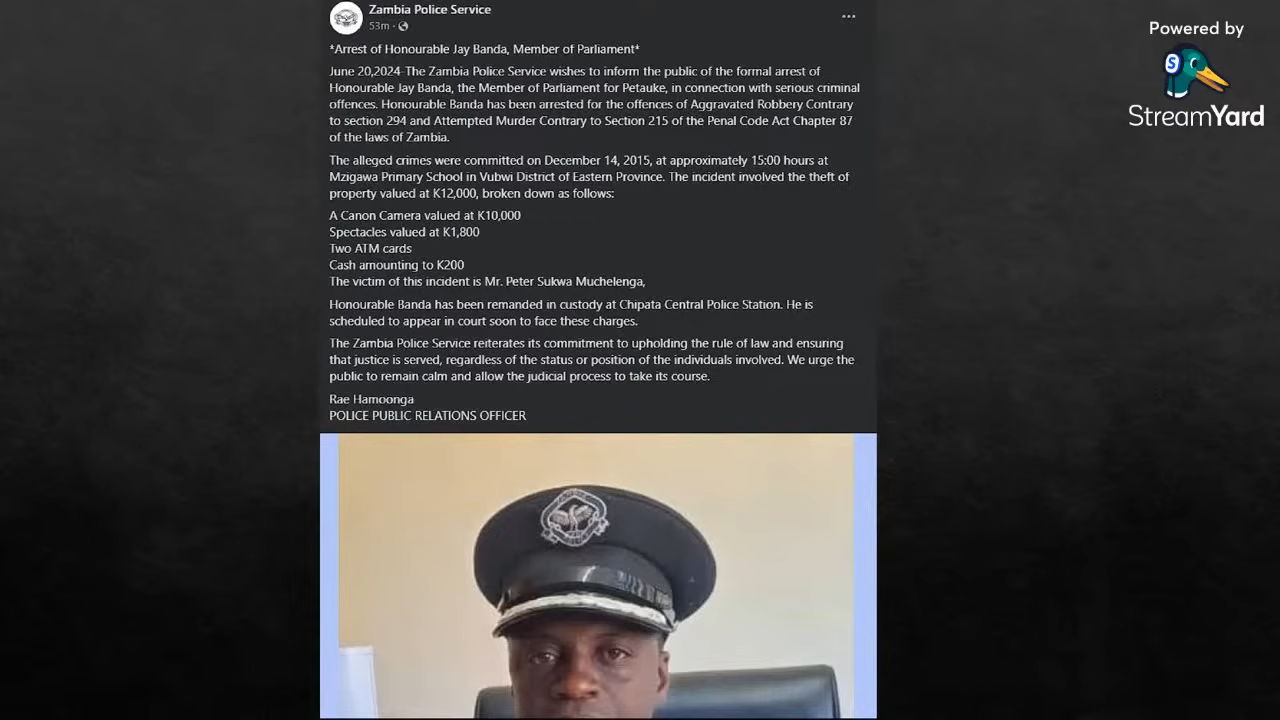 Zambia Police Service
53m ·
Powered by
StreamYard
*Arrest of Honourable Jay Banda, Member of Parliament*
June 20,2024-The Zambia Police Service wishes to inform the public of the formal arrest of
Honourable Jay Banda, the Member of Parliament for Petauke, in connection with serious criminal
offences. Honourable Banda has been arrested for the offences of Aggravated Robbery Contrary
to section 294 and Attempted Murder Contrary to Section 215 of the Penal Code Act Chapter 87
of the laws of Zambia.
The alleged crimes were committed on December 14, 2015, at approximately 15:00 hours at
Mzigawa Primary School in Vubwi District of Eastern Province. The incident involved the theft of
property valued at K12,000, broken down as follows:
A Canon Camera valued at K10,000
Spectacles valued at K1,800
Two ATM cards
Cash amounting to K200
The victim of this incident is Mr. Peter Sukwa Muchelenga,
Honourable Banda has been remanded in custody at Chipata Central Police Station. He is
scheduled to appear in court soon to face these charges.
The Zambia Police Service reiterates its commitment to upholding the rule of law and ensuring
that justice is served, regardless of the status or position of the individuals involved. We urge the
public to remain calm and allow the judicial process to take its course.
Rae Hamoonga
POLICE PUBLIC RELATIONS OFFICER